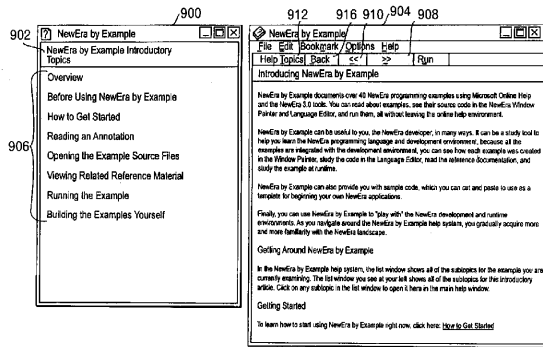 900
902
NewEra by Example
NewEra by Example Introductory
Topics
Overview
Before Using NewEra by Example
How to Get Started
Reading an Annotation
906
Opening the Example Source Files
Viewing Related Reference Material
Running the Example
Building the Examples Yourself
912 916 910 904 908
NewEra by Example
File Edit Bookmark Options Help
Help Topics Back << >> Run
Introducing NewEra by Example
NewEra by Example documents over 40 NewEra programming examples using Microsoft Online Help
and the NewEra 3.0 tools. You can read about examples, see their source code in the NewEra Window
Painter and Language Editor, and run them, all without leaving the online help environment.
NewEra by Example can be useful to you, the NewEra developer, in many ways. It can be a study tool to
help you learn the NewEra programming language and development environment, because all the
examples are integrated with the development environment, you can see how each example was created
in the Window Painter, study the code in the Language Editor, read the reference documentation, and
study the example at runtime.
NewEra by Example can also provide you with sample code, which you can cut and paste to use as a
template for beginning your own NewEra applications.
Finally, you can use NewEra by Example to "play with" the NewEra development and runtime
environments. As you navigate around the NewEra by Example help system, you gradually acquire more
and more familiarity with the NewEra landscape.
Getting Around NewEra by Example
In the NewEra by Example help system, the list window shows all of the subtopics for the example you are
currently examining. The list window you see at your left shows all of the subtopics for this introductory
article. Click on any subtopic in the list window to open it here in the main help window.
Getting Started
To learn how to start using NewEra by Example right now, click here: How to Get Started